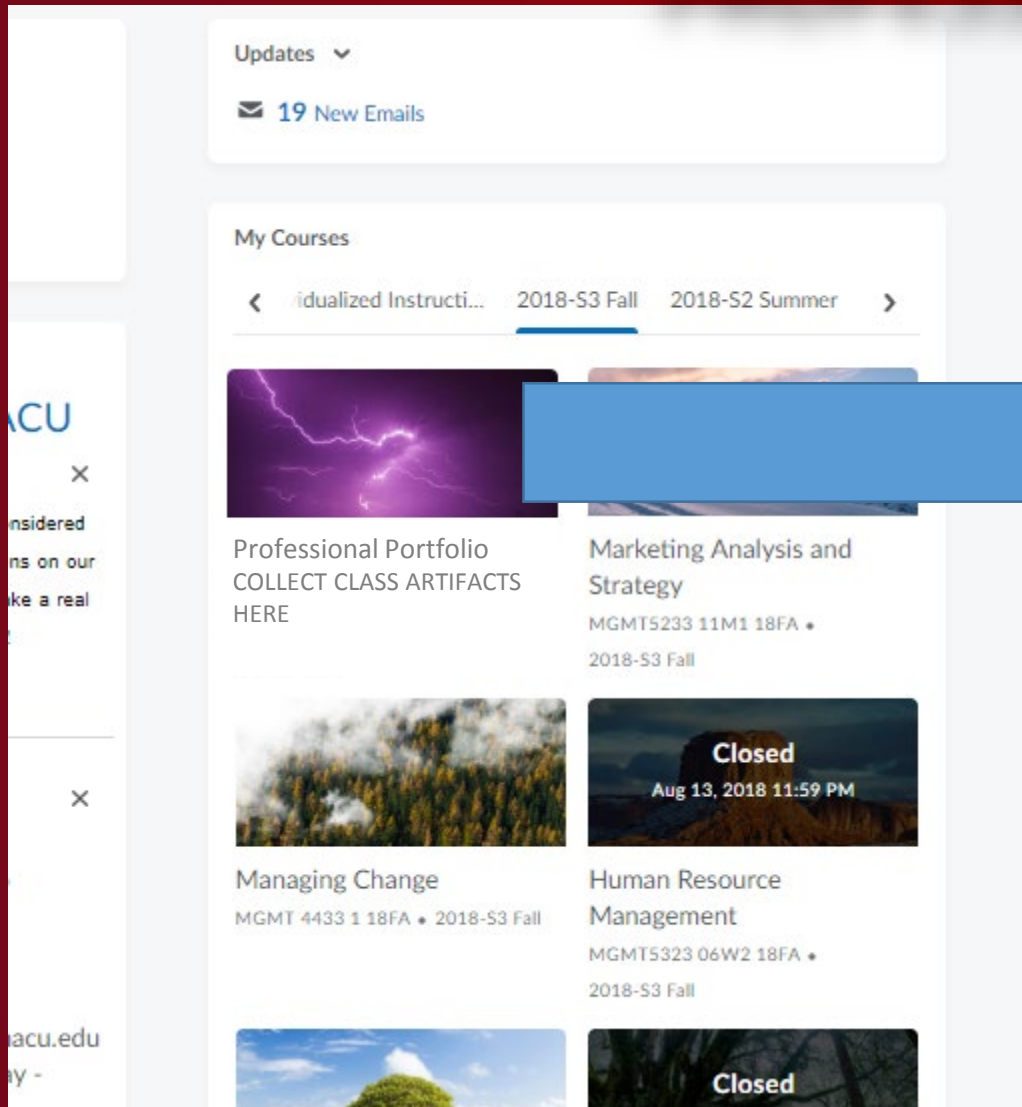 Updates
19 New Emails
My Courses
idualized Instructi... 2018-S3 Fall 2018-S2 Summer
ACU
nsidered
ns on our
ke a real
Professional Portfolio
COLLECT CLASS ARTIFACTS
HERE
Marketing Analysis and
Strategy
MGMT5233 11M1 18FA •
2018-S3 Fall
Closed
Aug 13, 2018 11:59 PM
Managing Change
MGMT 4433 1 18FA • 2018-S3 Fall
Human Resource
Management
MGMT5323 06W2 18FA •
2018-S3 Fall
acu.edu
ay -
Closed